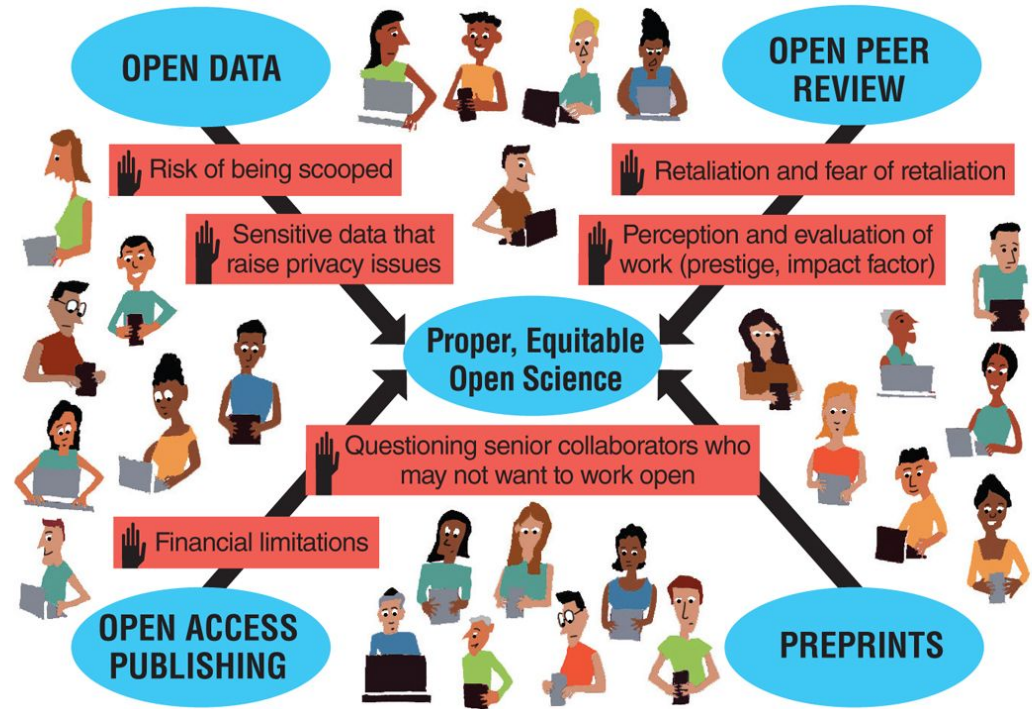 OPEN DATA
OPEN PEER
REVIEW
Risk of being scooped
Retaliation and fear of retaliation
Sensitive data that
raise privacy issues
Perception and evaluation of
work (prestige, impact factor)
Proper, Equitable
Open Science
Questioning senior collaborators who
may not want to work open
Financial limitations
OPEN ACCESS
PUBLISHING
PREPRINTS